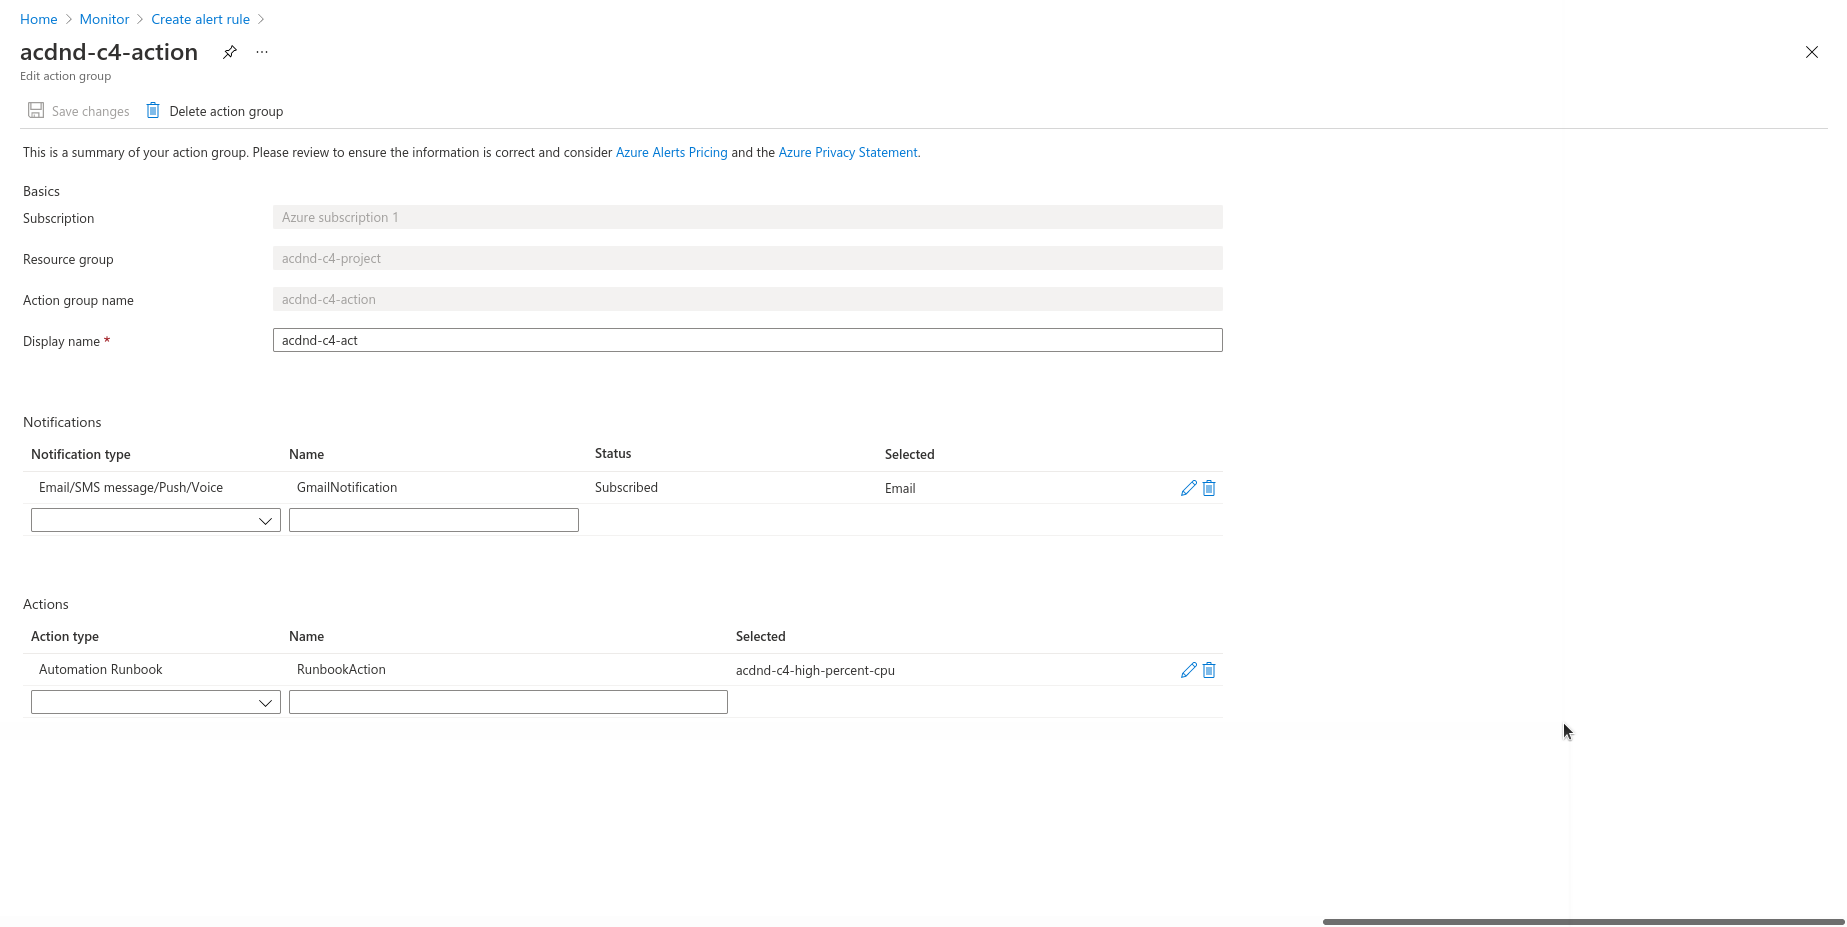 Home > Monitor > Create alert rule >
acdnd-c4-action ...
Edit action group
Save changes Delete action group
This is a summary of your action group. Please review to ensure the information is correct and consider Azure Alerts Pricing and the Azure Privacy Statement.
Basics
Subscription Azure subscription 1
Resource group acdnd-c4-project
Action group name acdnd-c4-action
Display name * acdnd-c4-act
Notifications
Notification type Name Status Selected
Email/SMS message/Push/Voice GmailNotification Subscribed Email
Actions
Action type Name Selected
Automation Runbook RunbookAction acdnd-c4-high-percent-cpu